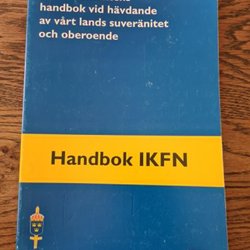 handbok vid hävdande
av vårt lands suveränitet
och oberoende
Handbok IKFN